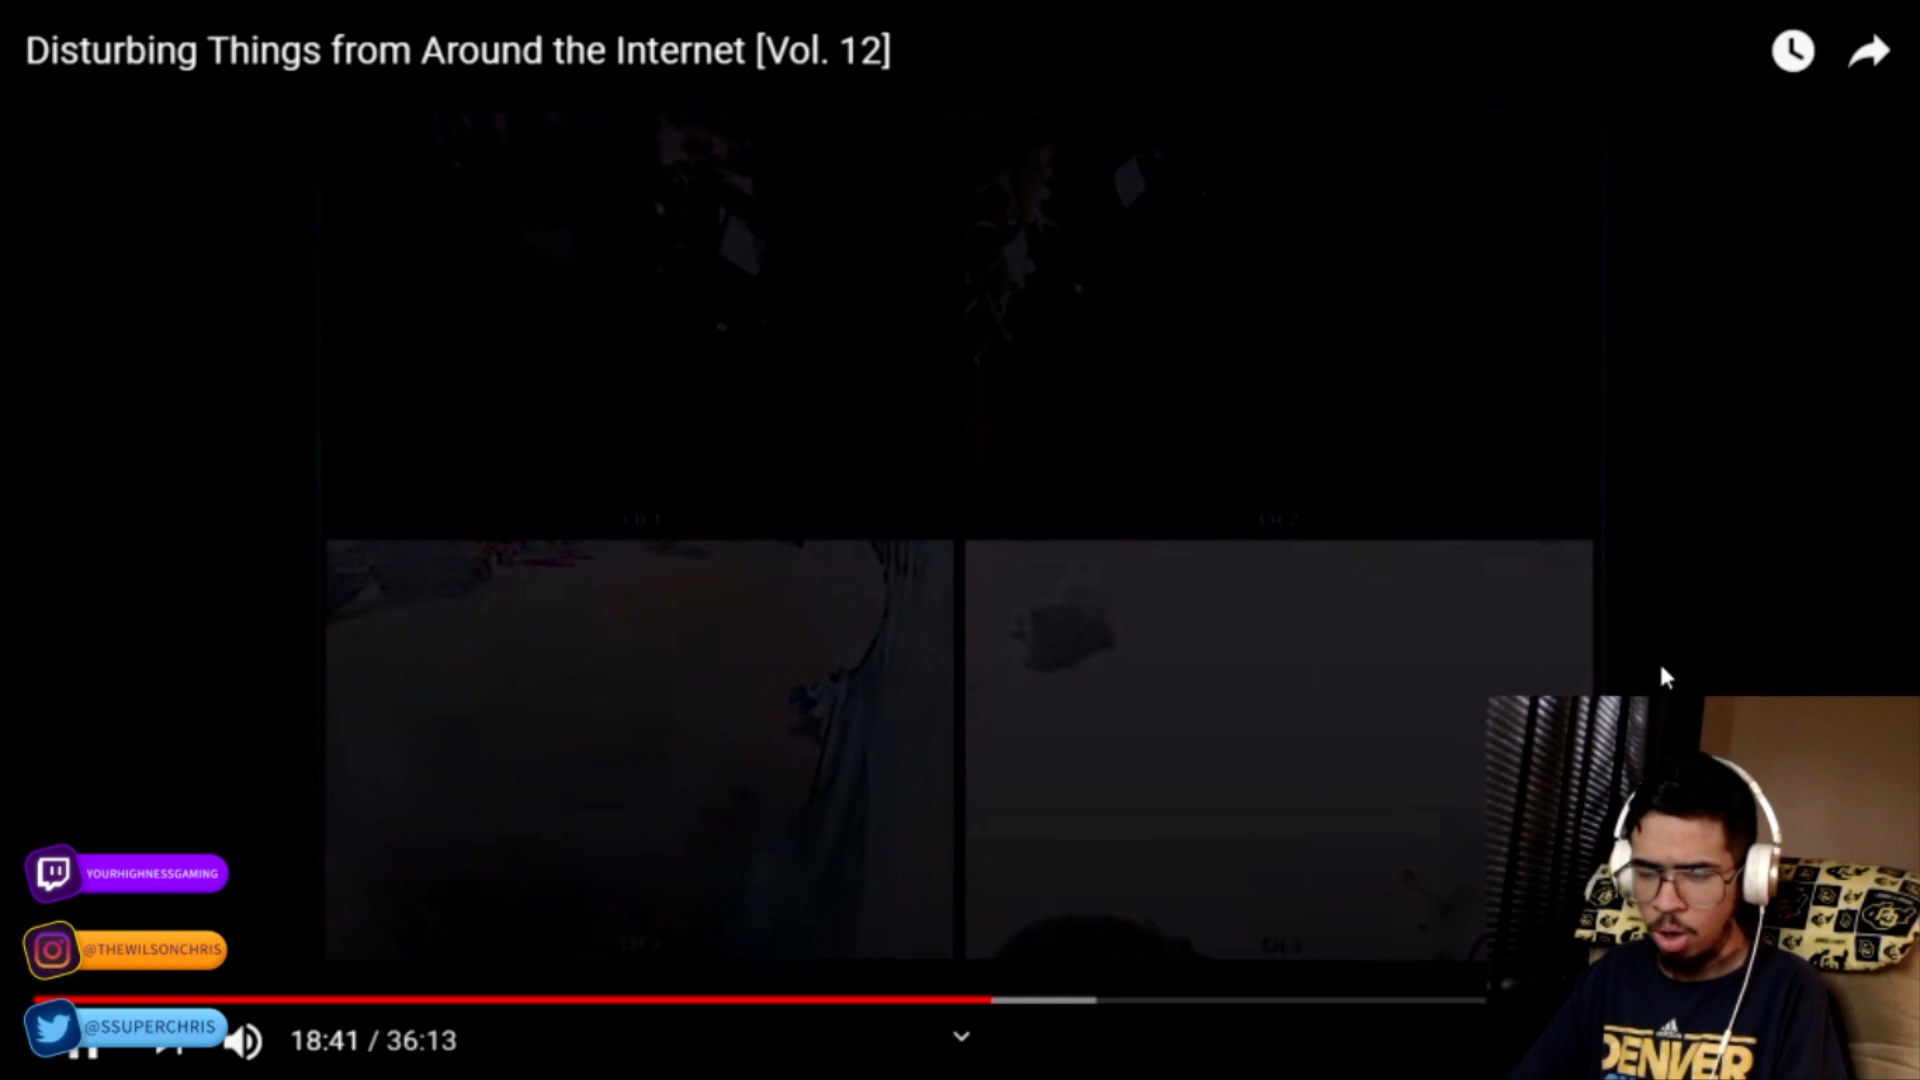 Disturbing Things from Around the Internet [Vol. 12]
YOURHIGHNESSGAMING
@THEWILSONCHRIS
@SSUPERCHRIS
18:41 / 36:13
DENVER